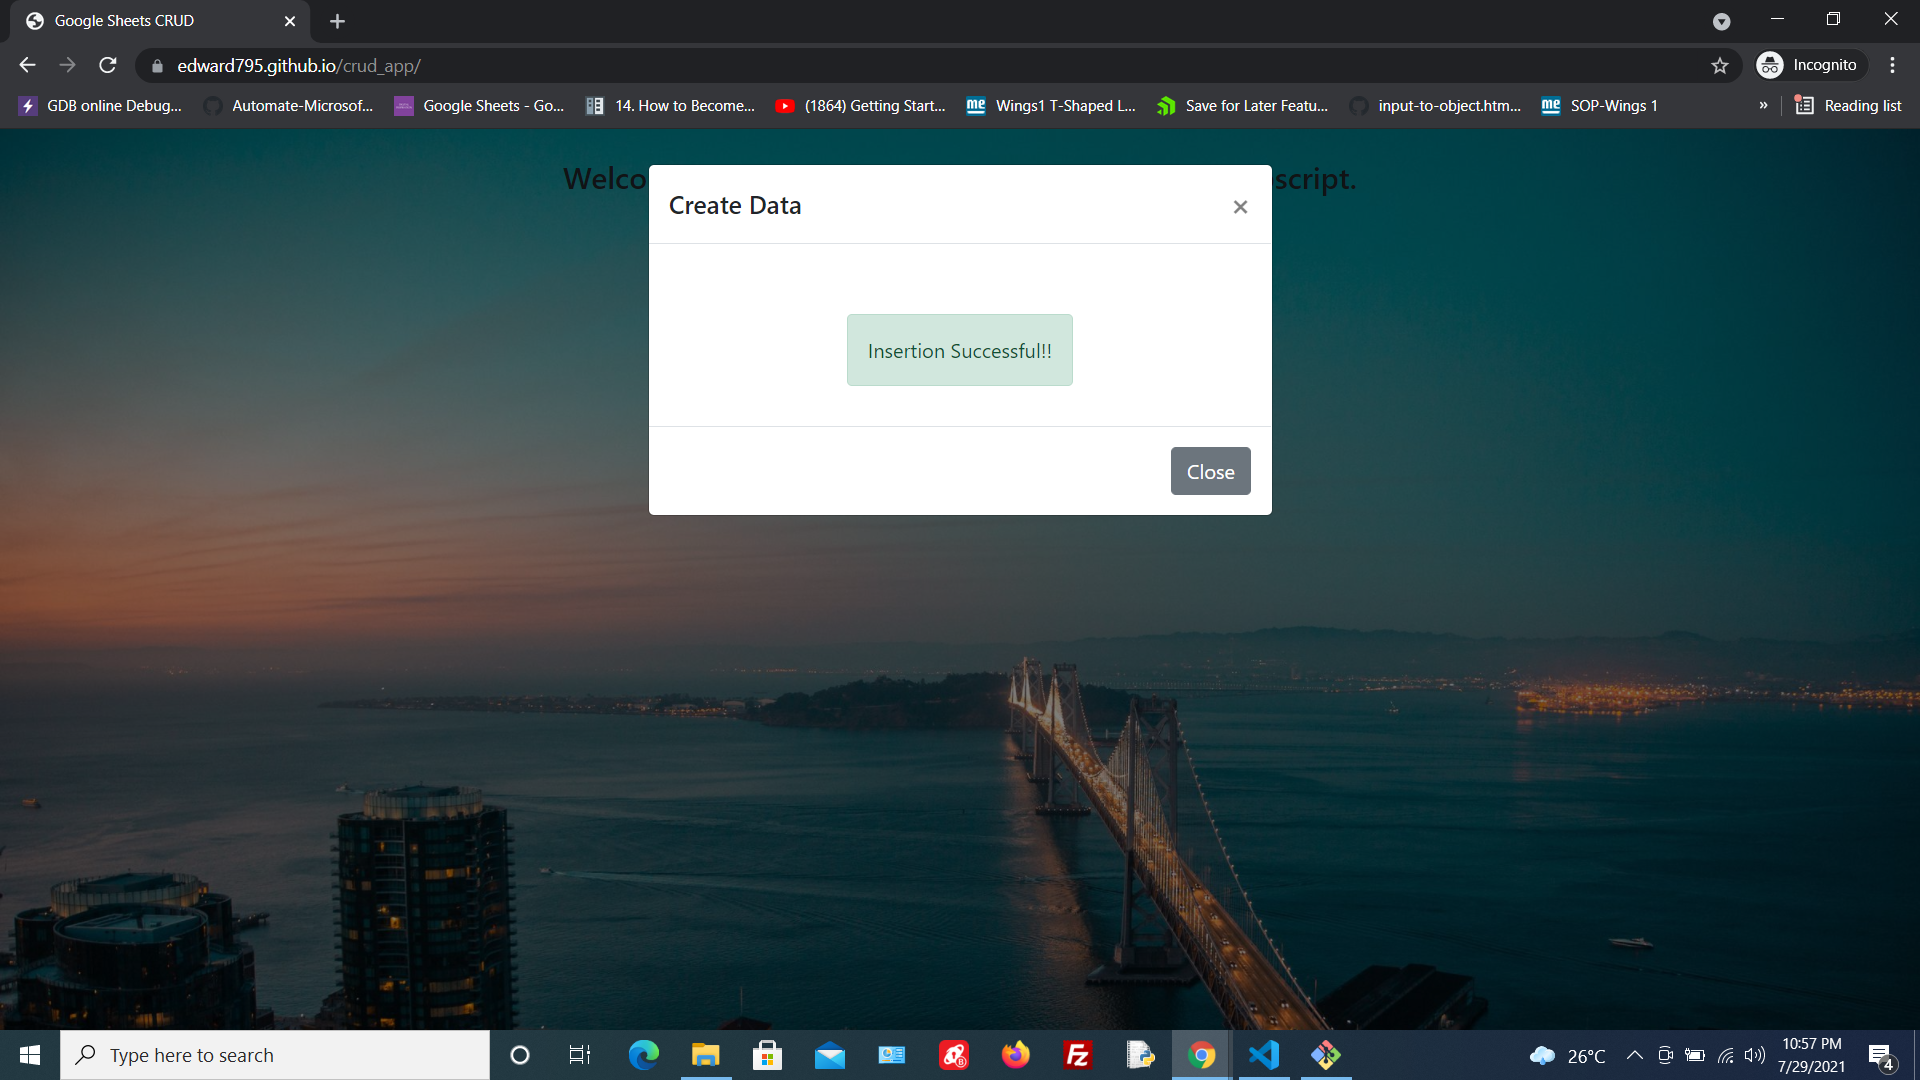 Google Sheets CRUD
edward795.github.io/crud_app/
Incognito
GDB online Debug...
Automate-Microsof...
Google Sheets - Go...
14. How to Become...
(1864) Getting Start...
Wings1 T-Shaped L...
Save for Later Featu...
input-to-object.htm...
SOP-Wings 1
»
Reading list
Welco
script.
Create Data
×
Insertion Successful!!
Close
Type here to search
26°C
10:57 PM
7/29/2021
4